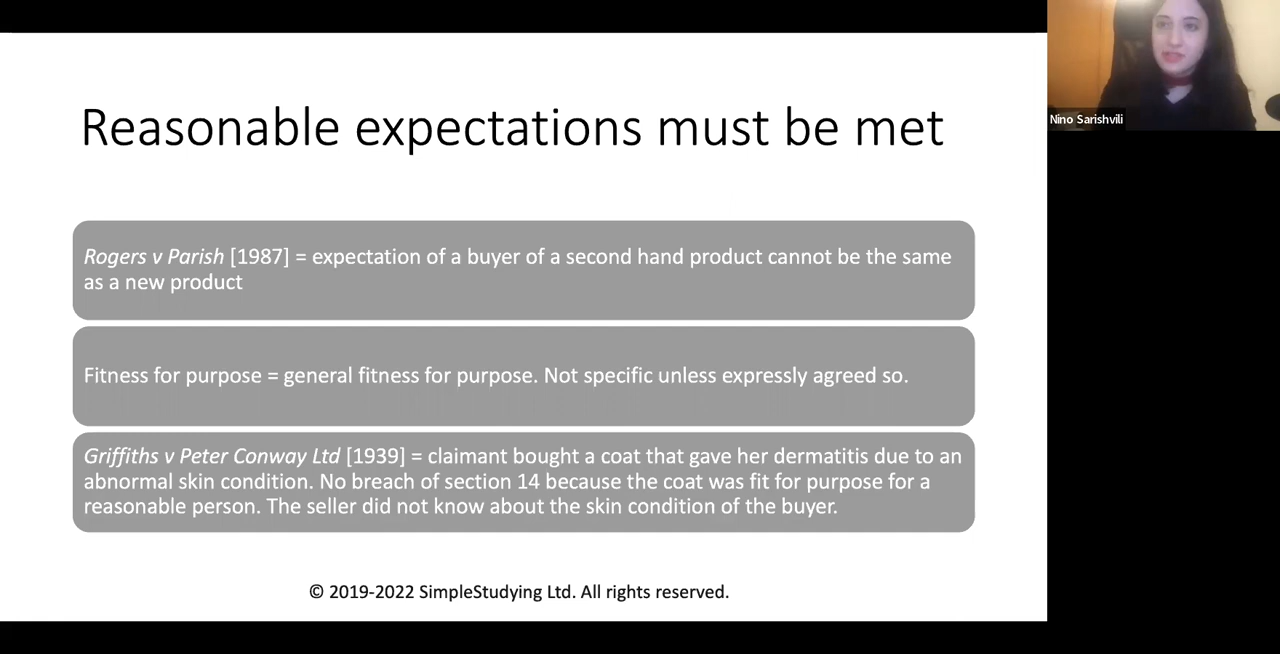 Nino Sarishvili
Reasonable expectations must be met
Rogers v Parish [1987] = expectation of a buyer of a second hand product cannot be the same
as a new product
Fitness for purpose = general fitness for purpose. Not specific unless expressly agreed so.
Griffiths v Peter Conway Ltd [1939] = claimant bought a coat that gave her dermatitis due to an
abnormal skin condition. No breach of section 14 because the coat was fit for purpose for a
reasonable person. The seller did not know about the skin condition of the buyer.
© 2019-2022 SimpleStudying Ltd. All rights reserved.